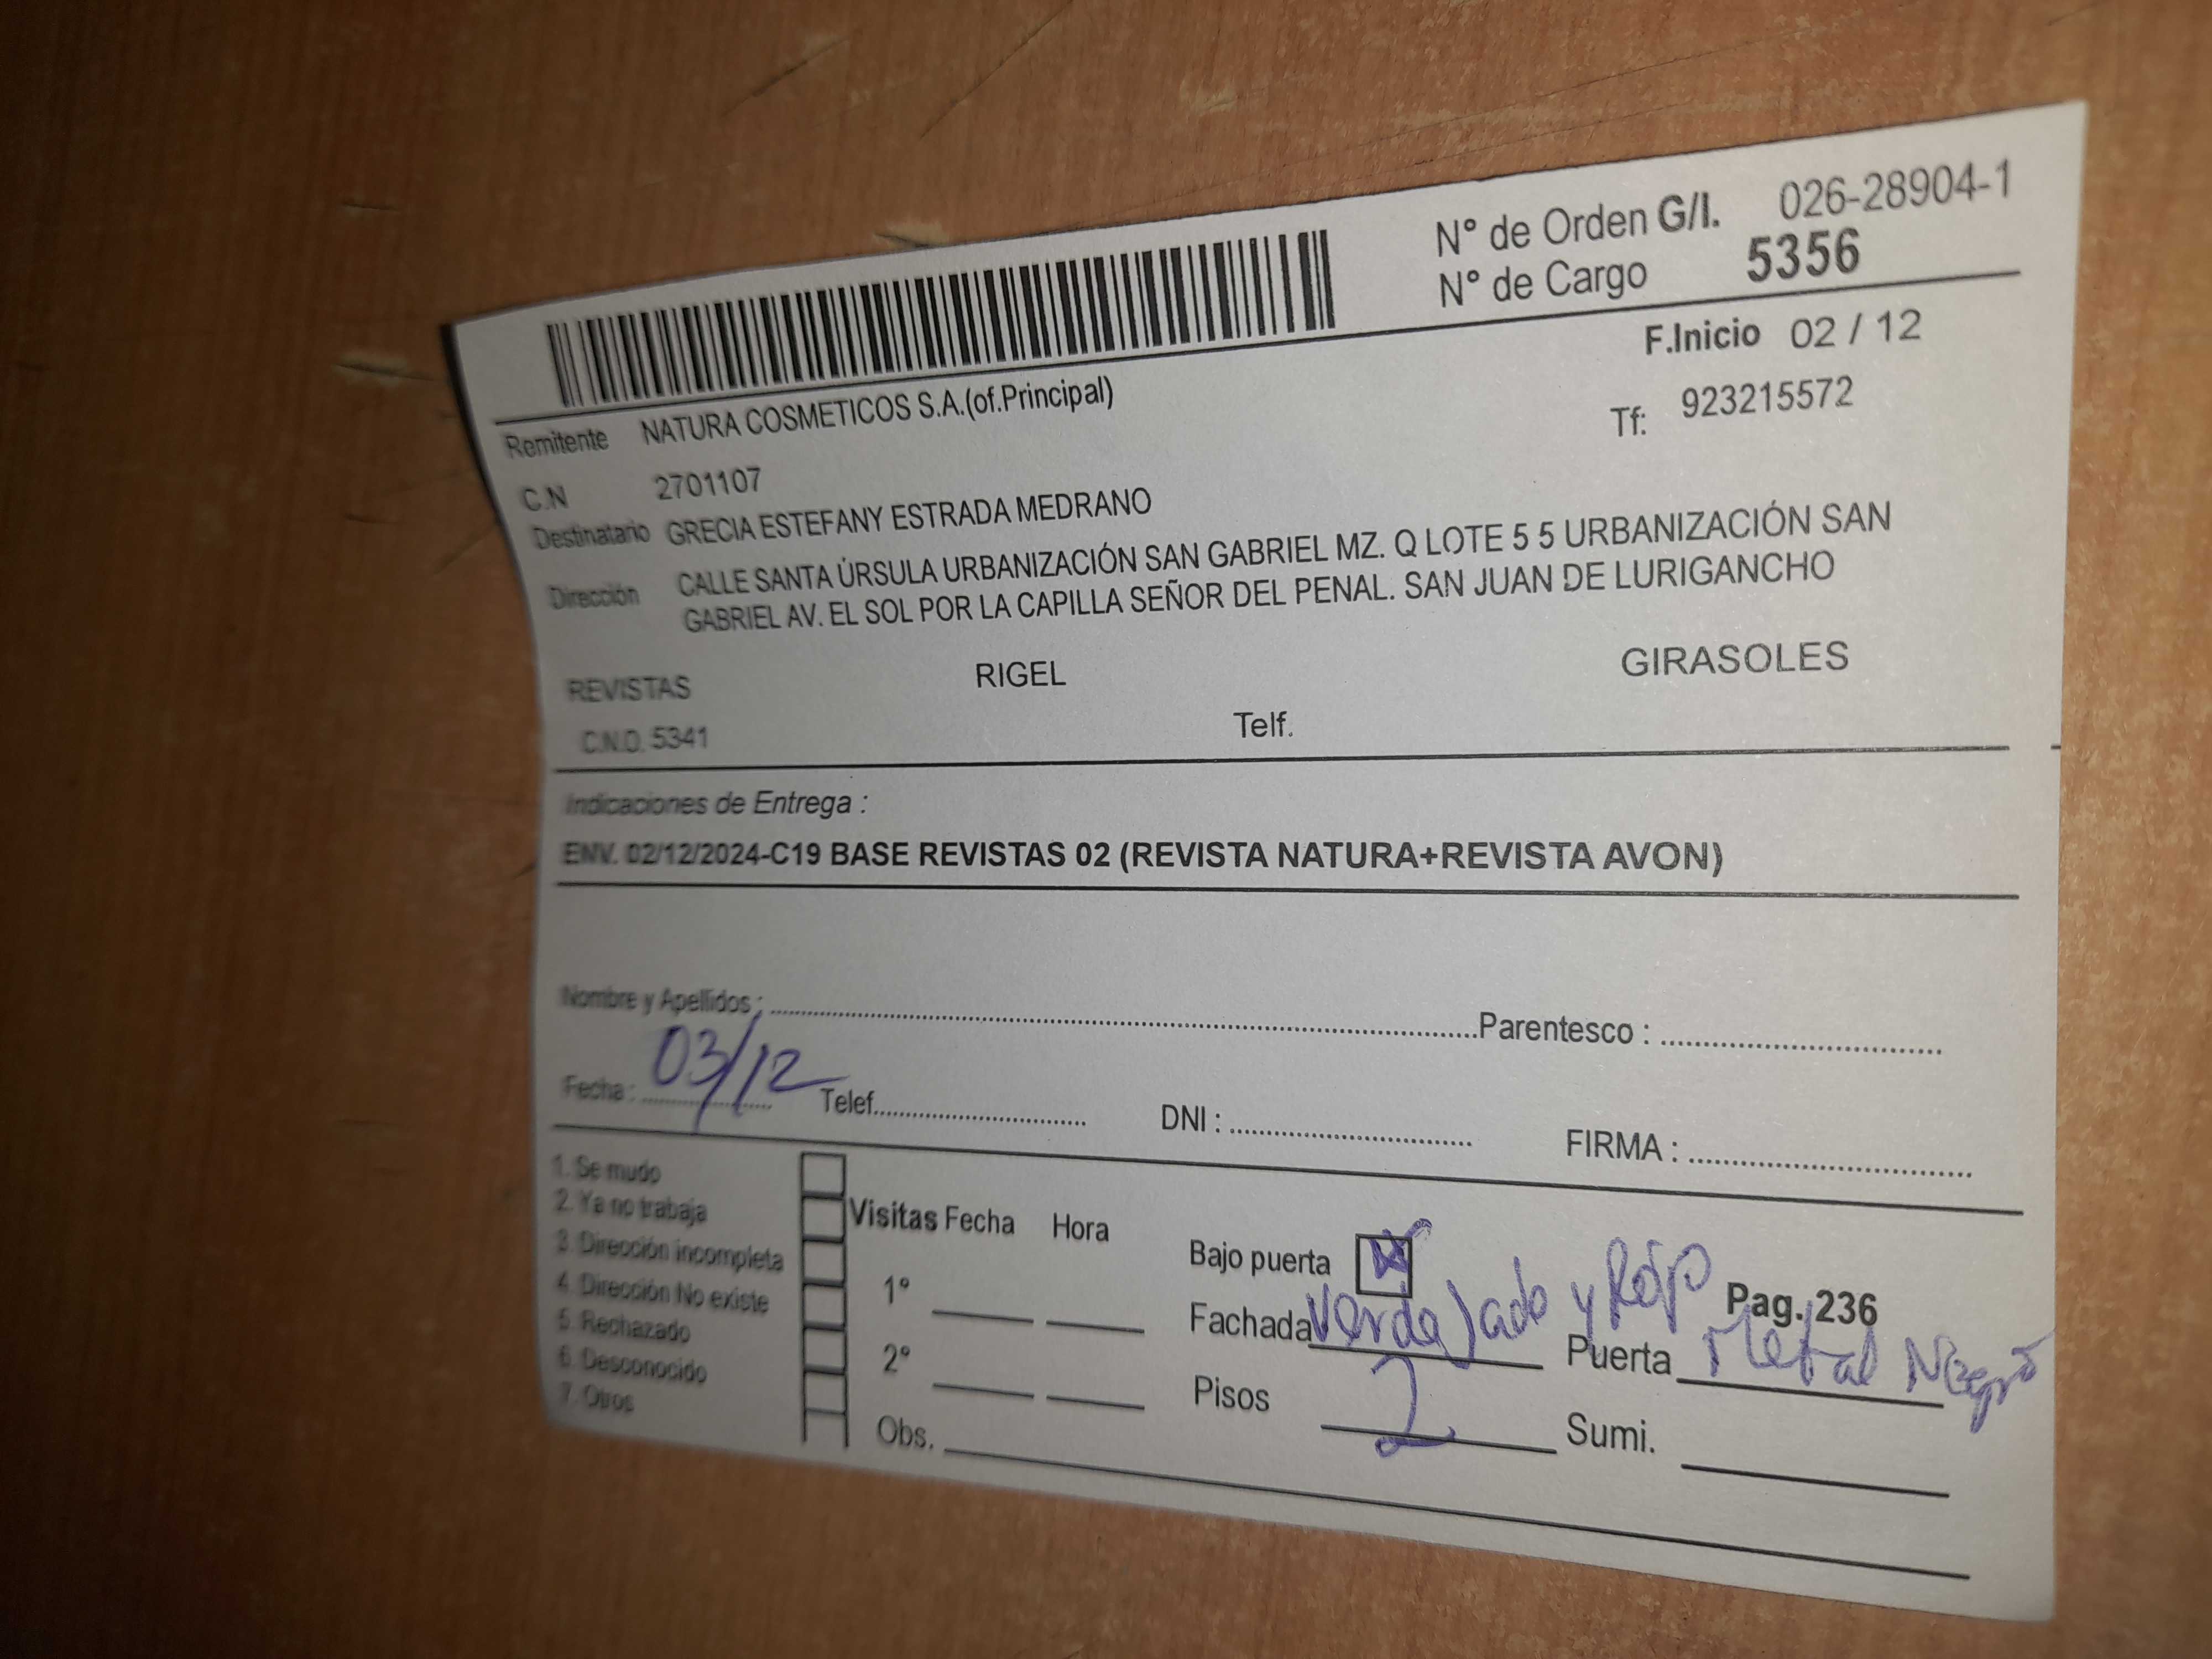 N° de Orden G/I. 026-28904-1
N° de Cargo 5356
F.Inicio 02 / 12
Remitente NATURA COSMETICOS S.A.(of.Principal)
Tf: 923215572
C.N 2701107
Destinatario GRECIA ESTEFANY ESTRADA MEDRANO
Dirección CALLE SANTA ÚRSULA URBANIZACIÓN SAN GABRIEL MZ. Q LOTE 5 5 URBANIZACIÓN SAN
GABRIEL AV. EL SOL POR LA CAPILLA SEÑOR DEL PENAL. SAN JUAN DE LURIGANCHO
REVISTAS RIGEL GIRASOLES
C.N.O. 5341 Telf.
Indicaciones de Entrega :
ENV. 02/12/2024-C19 BASE REVISTAS 02 (REVISTA NATURA+REVISTA AVON)
Nombre y Apellidos : Parentesco :
Fecha : 03/12 Telef. DNI : FIRMA :
1. Se mudo
2. Ya no trabaja
3. Dirección incompleta
4. Dirección No existe
5. Rechazado
6. Desconocido
7. Otros
Visitas Fecha Hora
1°
2°
Obs.
Bajo puerta X
Fachada Verde Jade y Rojo Pag. 236
Puerta Metal Negro
Pisos 2 Sumi.